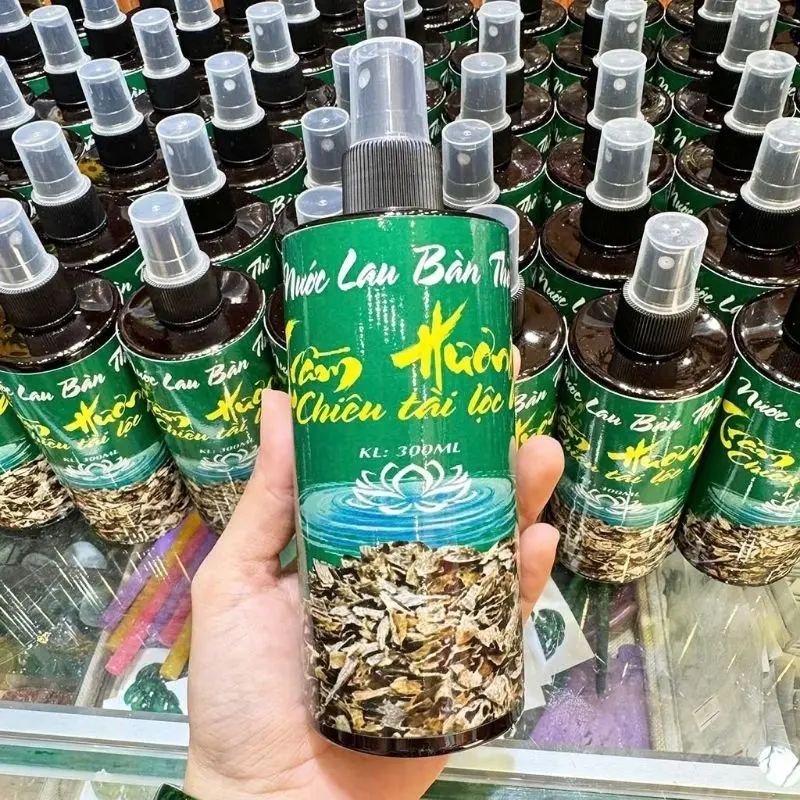 Nước Lau Bàn Thờ
Trầm Hương
Chiêu tài lộc
KL: 300ML